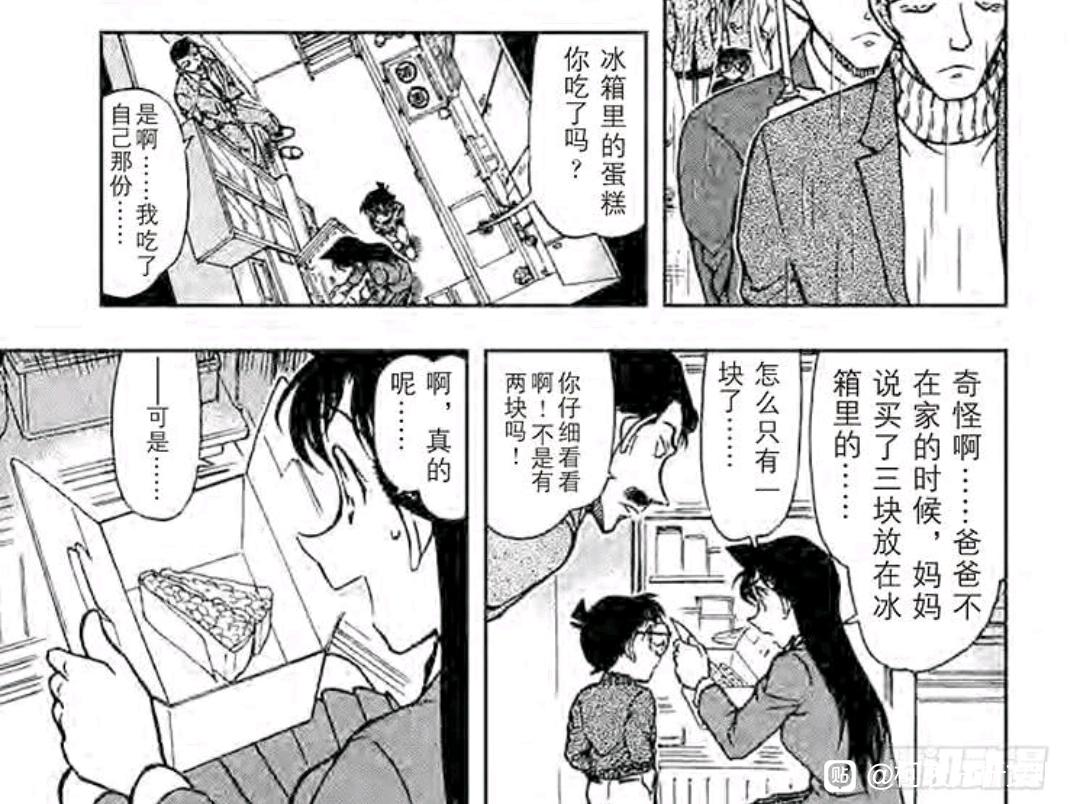 冰箱里的蛋糕
你吃了吗？
是啊……我吃了
自己那份……
奇怪啊……爸爸不
在家的时候，妈妈
说买了三块放在冰
箱里的……
怎么只有一
块了……
你仔细看看
啊！不是有
两块吗！
啊，真的
呢……
——可是……
贴